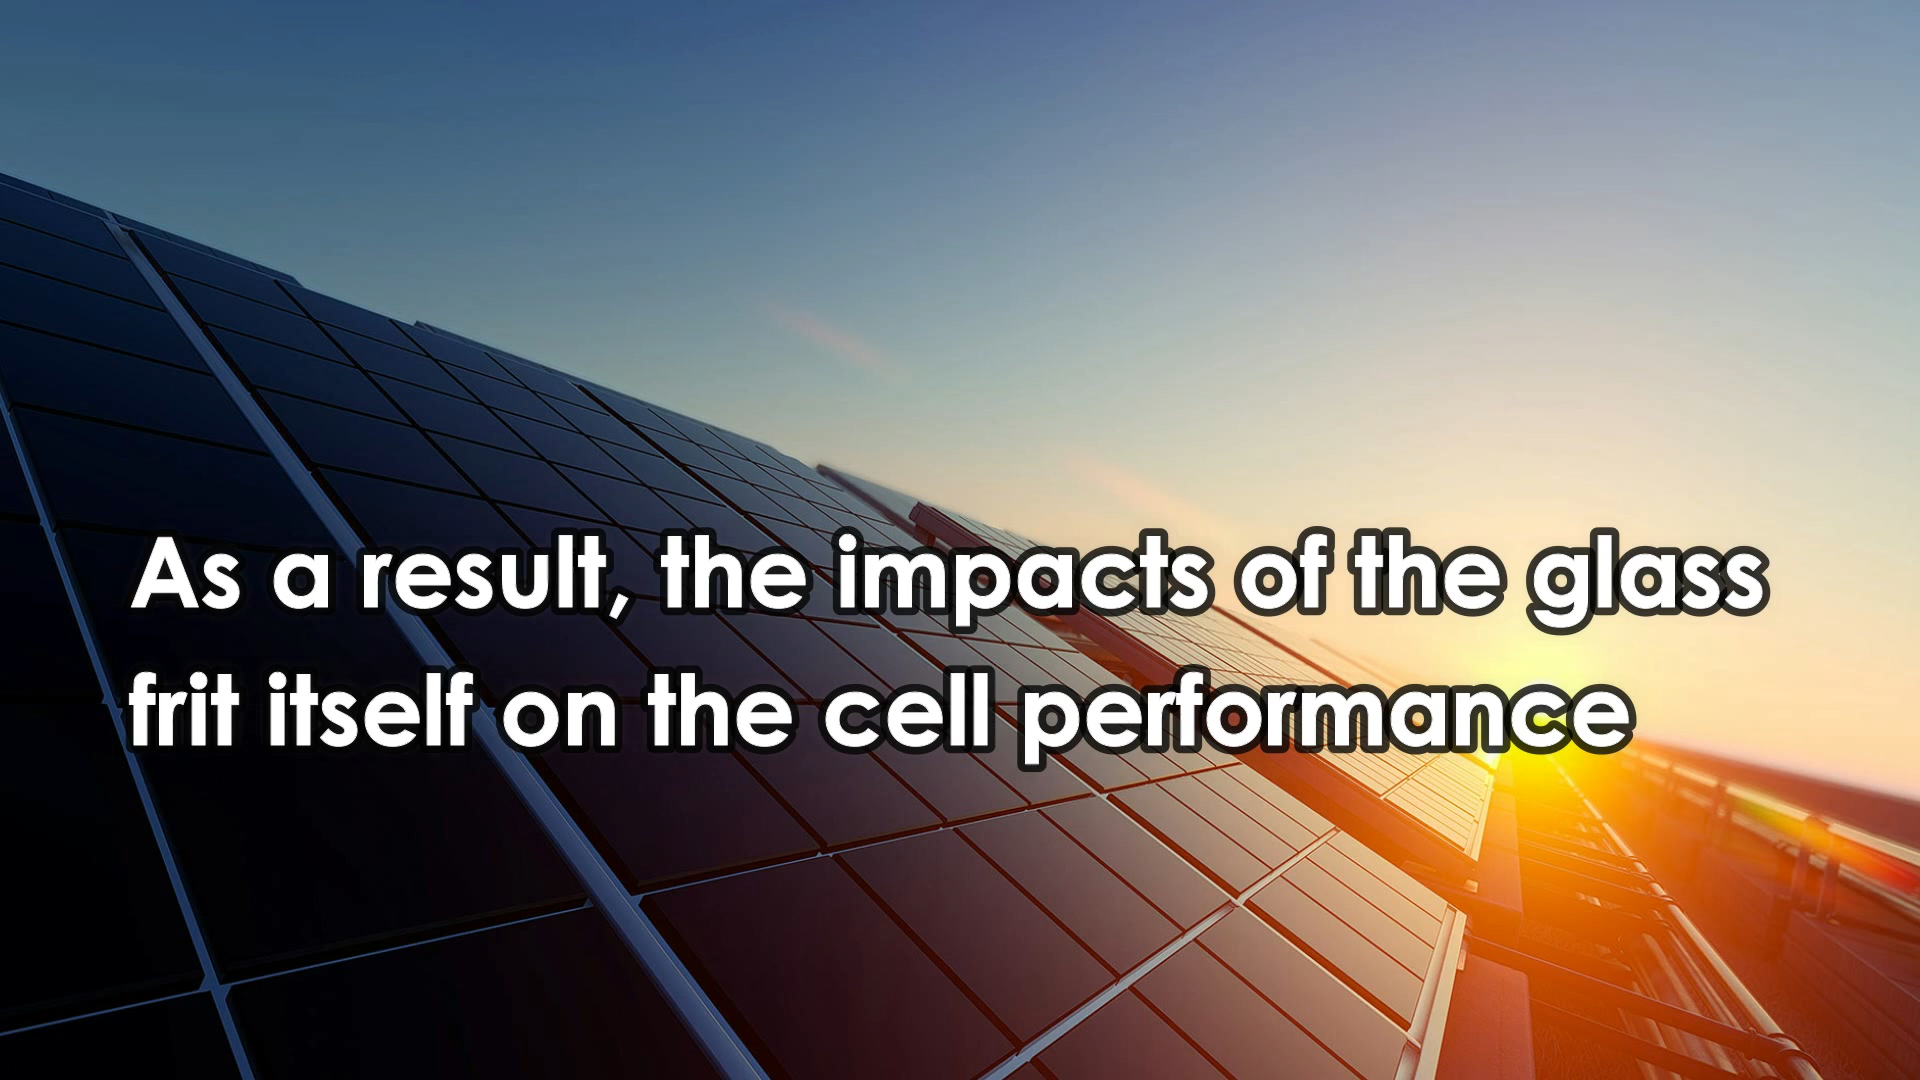 As a result, the impacts of the glass
frit itself on the cell performance